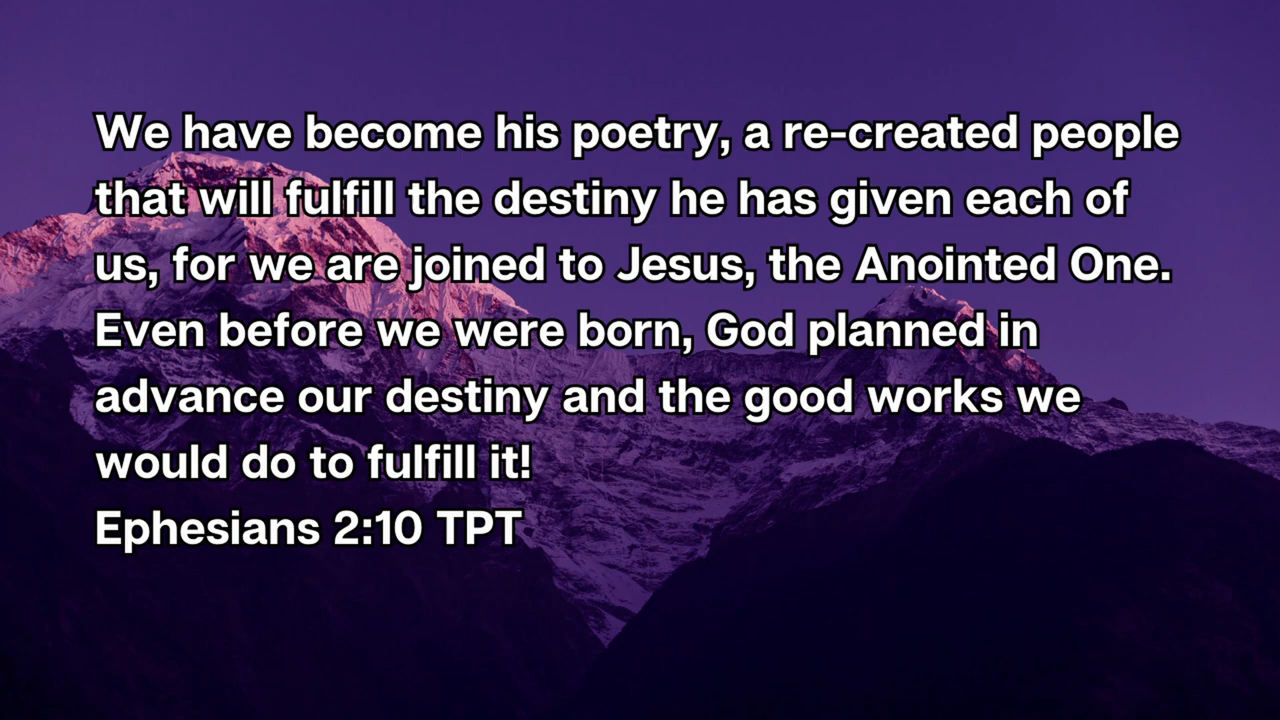 We have become his poetry, a re-created people
that will fulfill the destiny he has given each of
us, for we are joined to Jesus, the Anointed One.
Even before we were born, God planned in
advance our destiny and the good works we
would do to fulfill it!
Ephesians 2:10 TPT